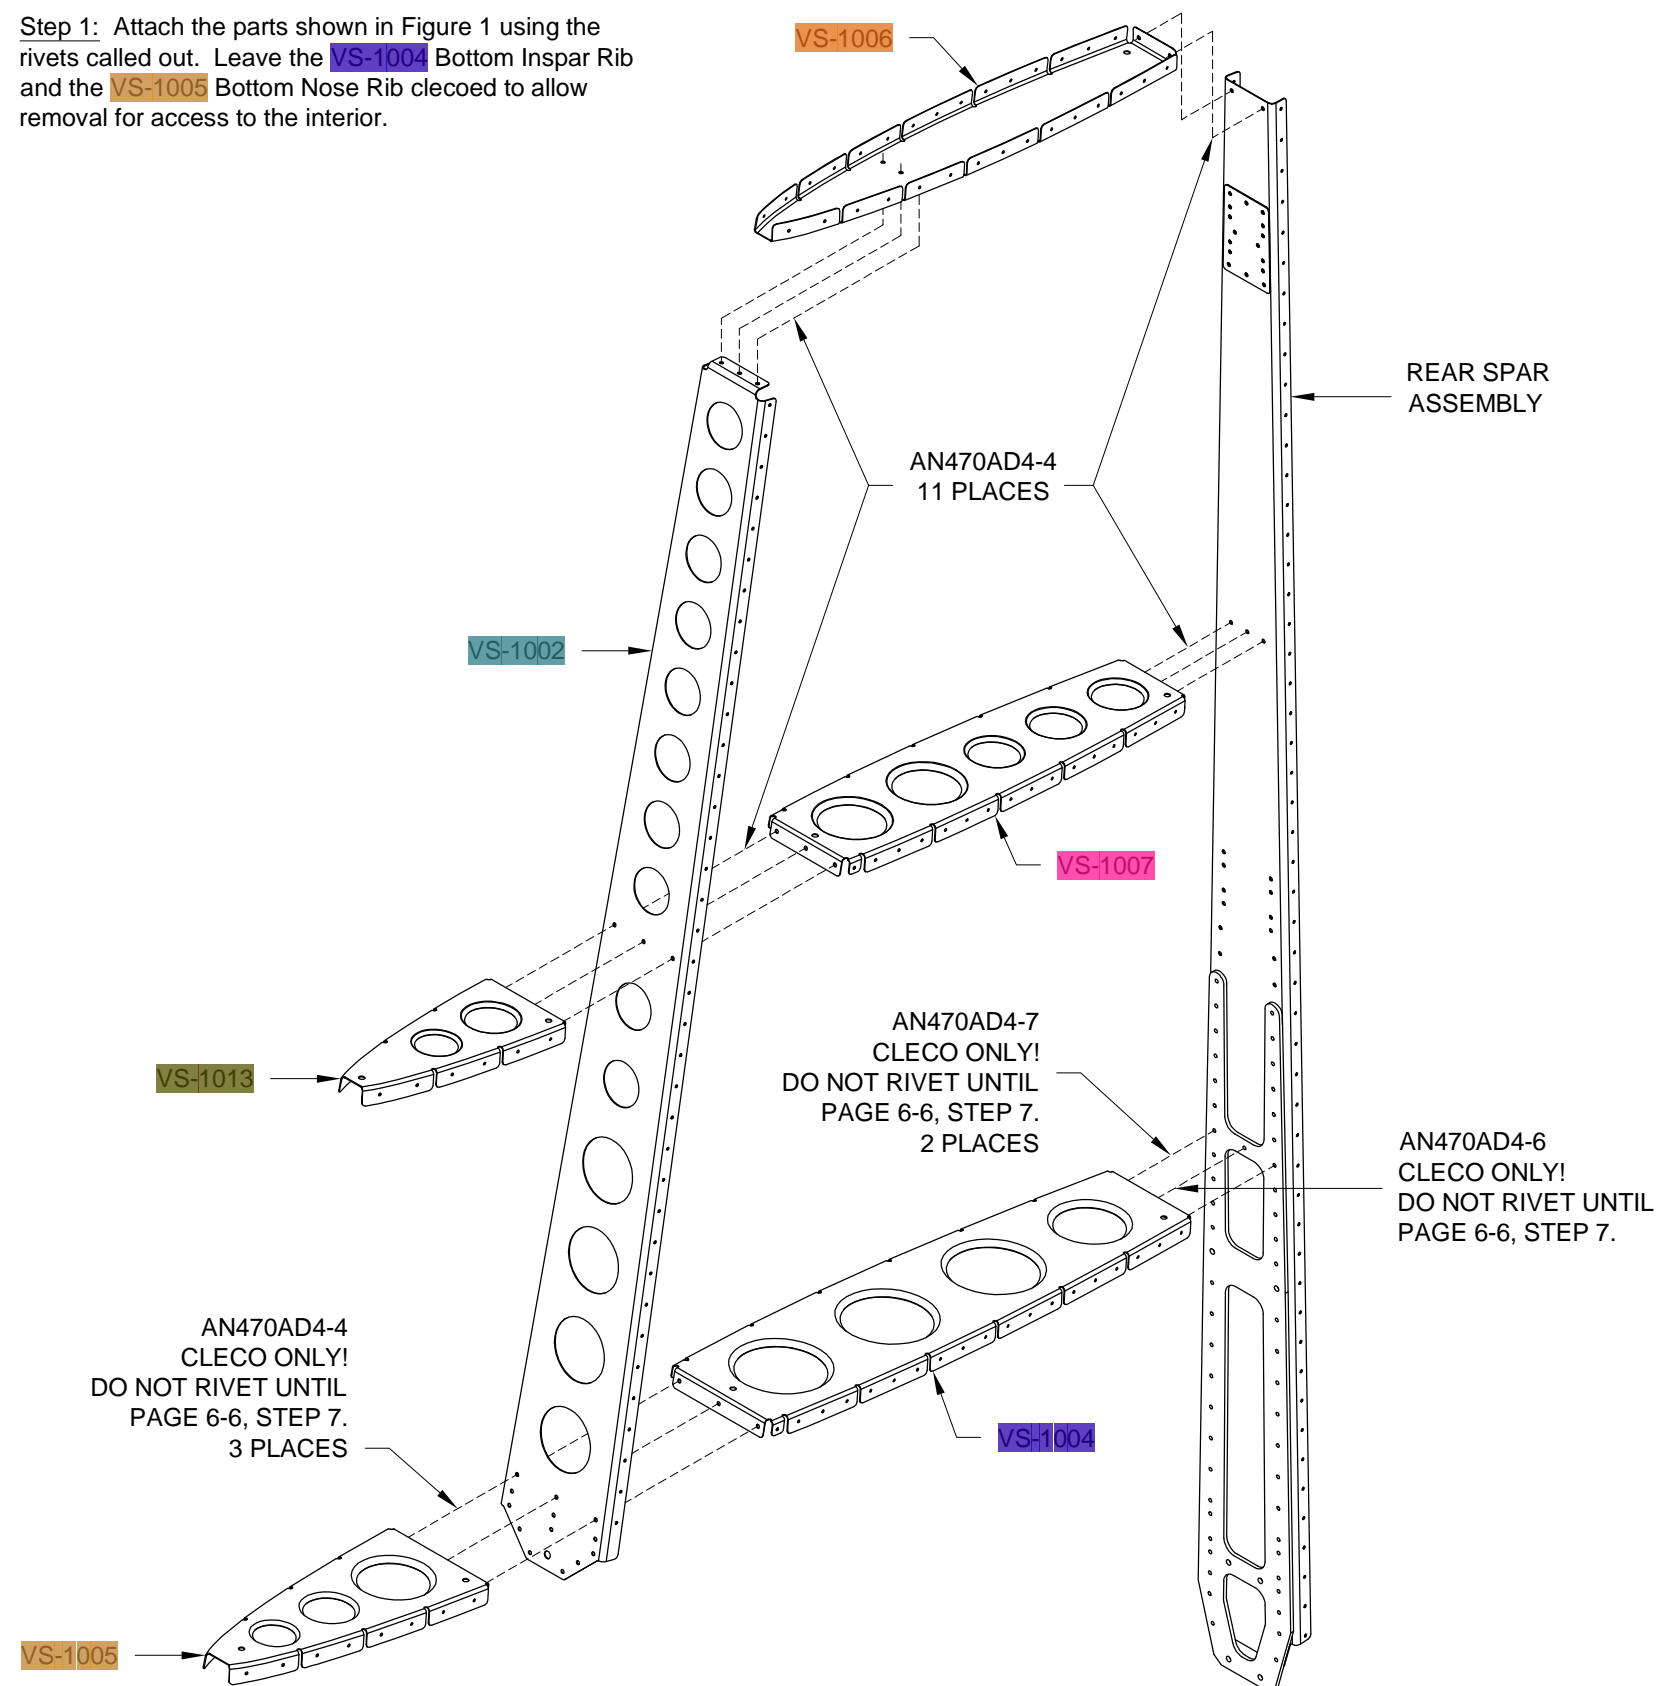 Step 1: Attach the parts shown in Figure 1 using the
rivets called out. Leave the VS-1004 Bottom Inspar Rib
and the VS-1005 Bottom Nose Rib clecoed to allow
removal for access to the interior.
VS-1006
REAR SPAR
ASSEMBLY
AN470AD4-4
11 PLACES
VS-1002
VS-1007
VS-1013
AN470AD4-7
CLECO ONLY!
DO NOT RIVET UNTIL
PAGE 6-6, STEP 7.
2 PLACES
AN470AD4-6
CLECO ONLY!
DO NOT RIVET UNTIL
PAGE 6-6, STEP 7.
AN470AD4-4
CLECO ONLY!
DO NOT RIVET UNTIL
PAGE 6-6, STEP 7.
3 PLACES
VS-1004
VS-1005